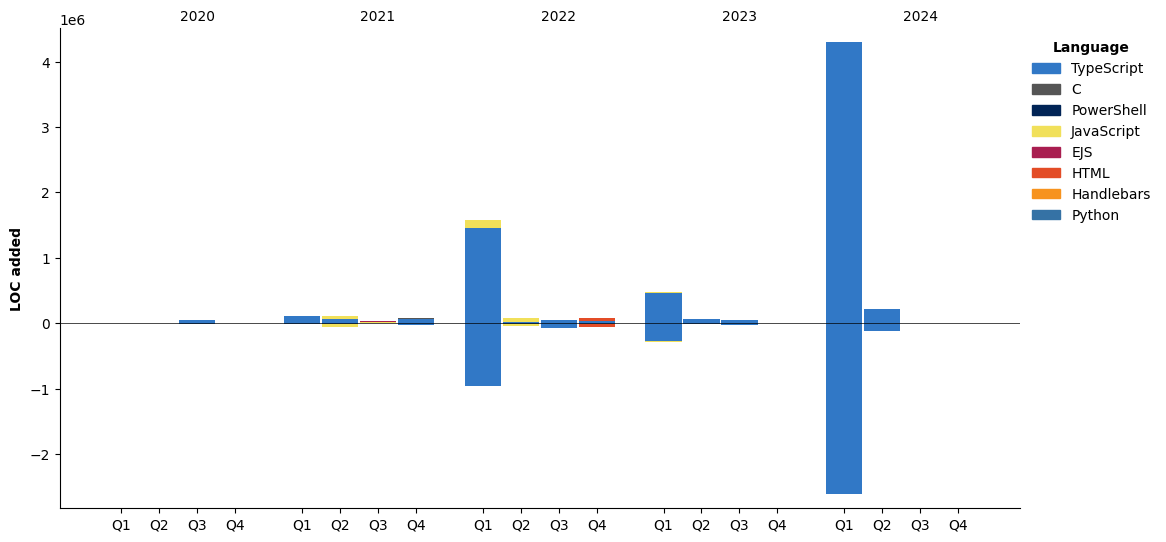 1e6
2020 2021 2022 2023 2024
LOC added
4
3
2
1
0
−1
−2
Q1 Q2 Q3 Q4 Q1 Q2 Q3 Q4 Q1 Q2 Q3 Q4 Q1 Q2 Q3 Q4 Q1 Q2 Q3 Q4
Language
TypeScript
C
PowerShell
JavaScript
EJS
HTML
Handlebars
Python